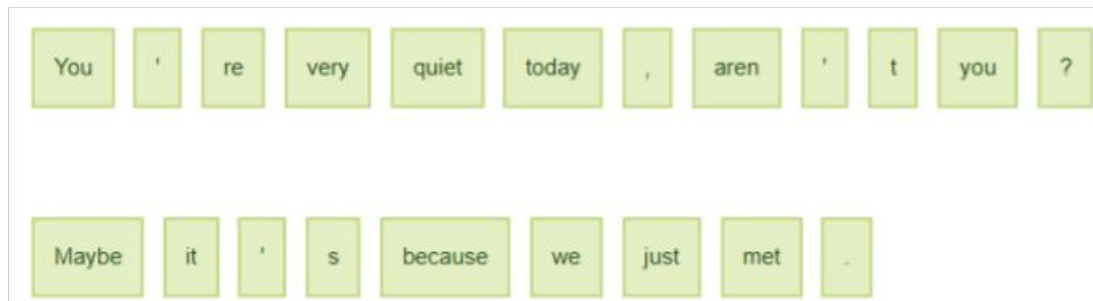 You ' re very quiet today , aren ' t you ?
Maybe it ' s because we just met .